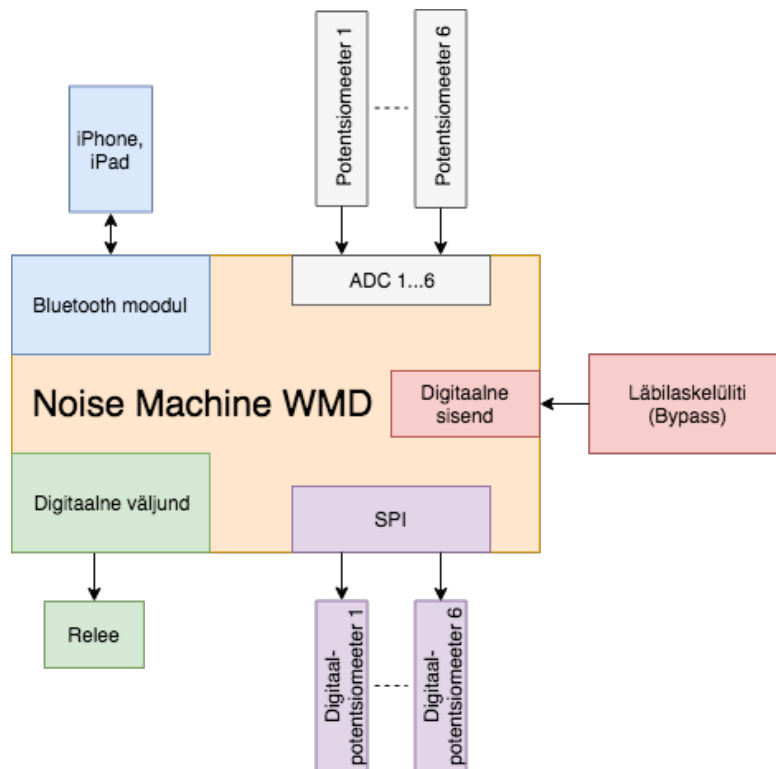 Potentsiomeeter 1
Potentsiomeeter 6
iPhone,
iPad
Bluetooth moodul
ADC 1...6
Noise Machine WMD
Digitaalne
sisend
Läbilaskelüliti
(Bypass)
Digitaalne väljund
SPI
Relee
Digitaal-
potentsiomeeter 1
Digitaal-
potentsiomeeter 6